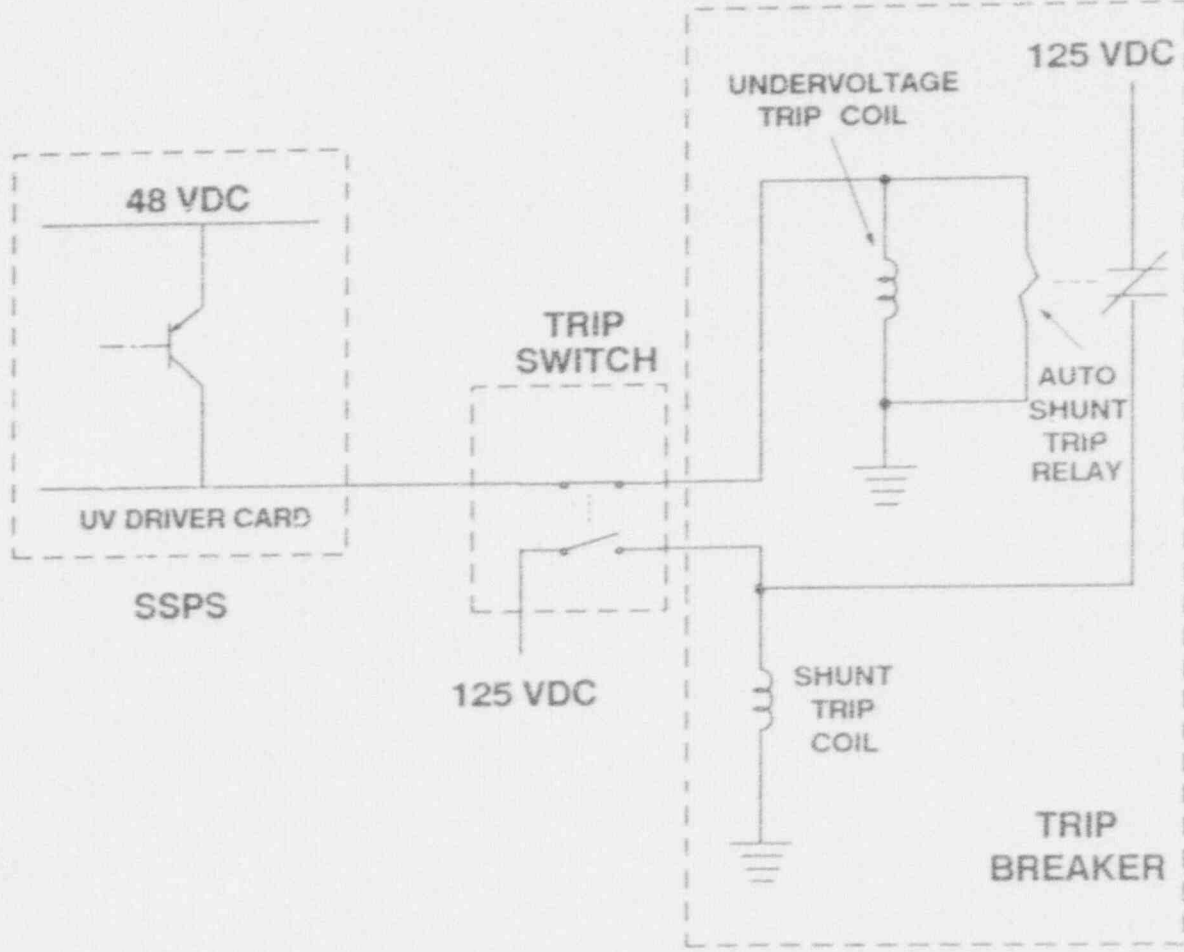 125 VDC
UNDERVOLTAGE
TRIP COIL
48 VDC
TRIP
SWITCH
AUTO
SHUNT
TRIP
RELAY
UV DRIVER CARD
SSPS
125 VDC
SHUNT
TRIP
COIL
TRIP
BREAKER